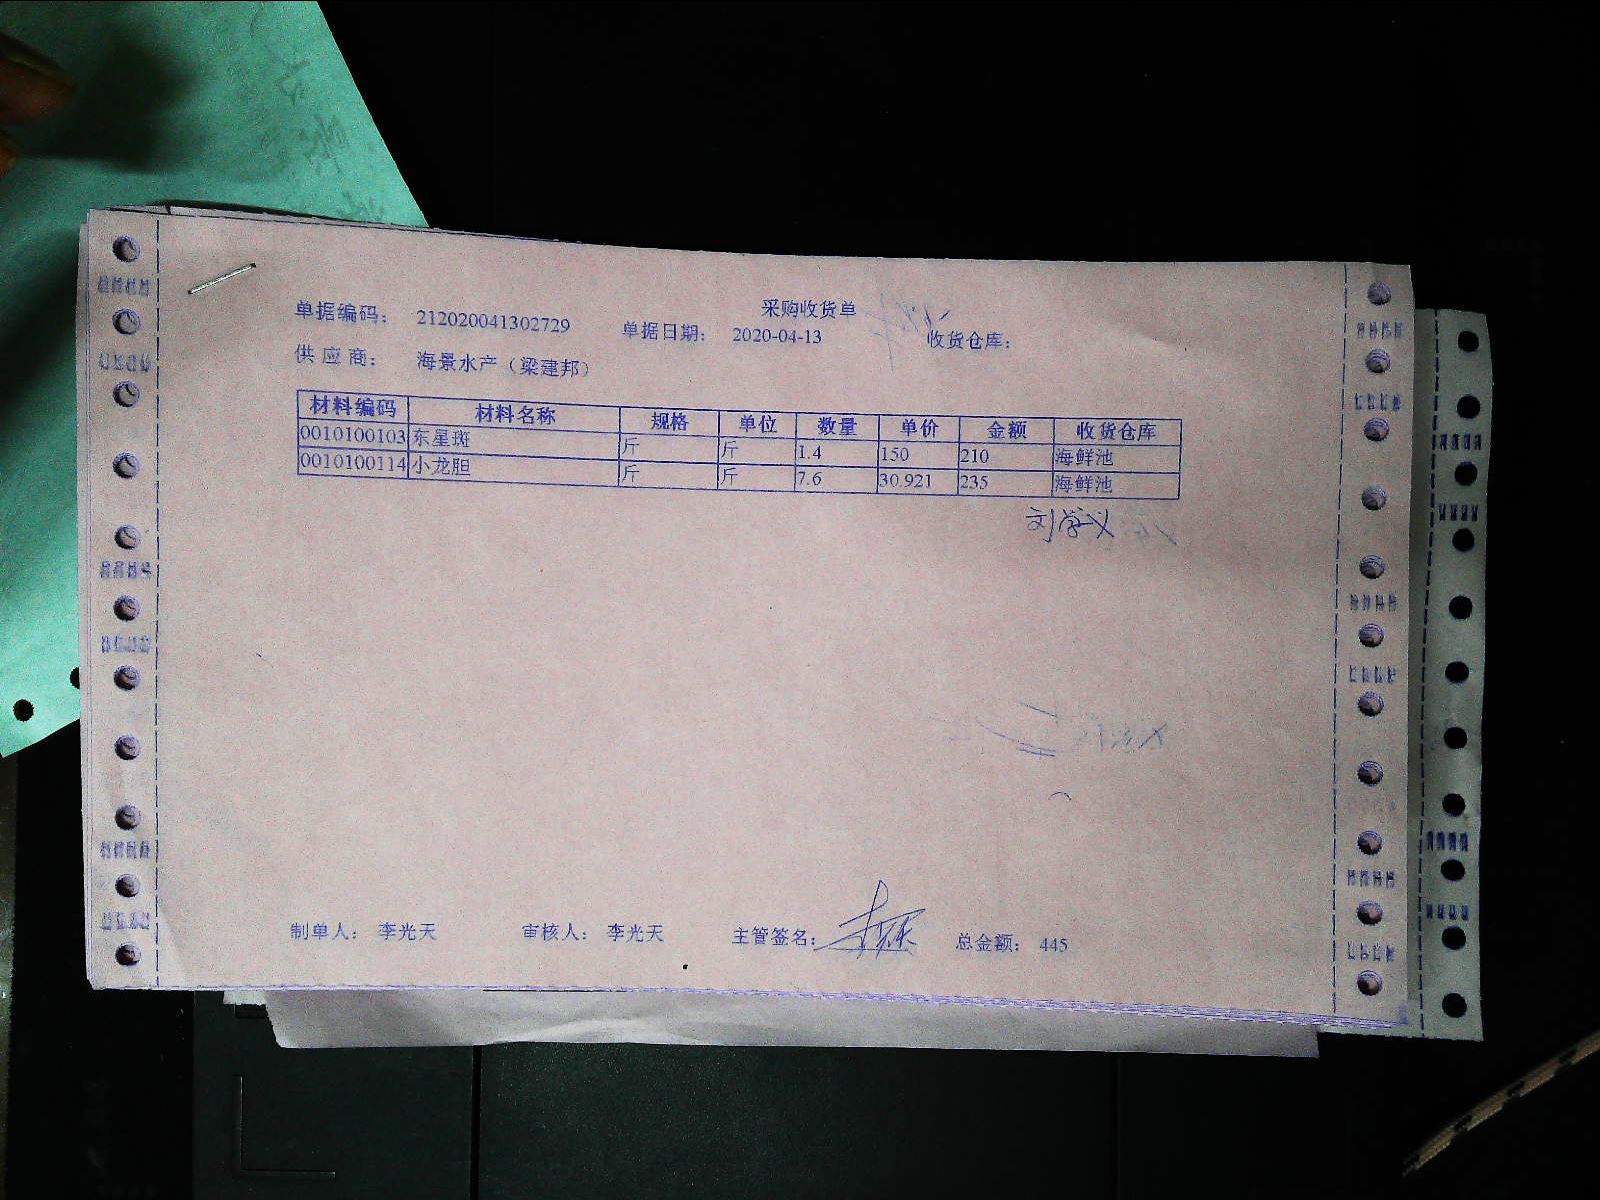 采购收货单
单据编码： 212020041302729 单据日期： 2020-04-13 收货仓库：
供 应 商： 海景水产（梁建邦）
材料编码 材料名称 规格 单位 数量 单价 金额 收货仓库
0010100103 东星斑 斤 斤 1.4 150 210 海鲜池
0010100114 小龙胆 斤 斤 7.6 30.921 235 海鲜池
刘学义
制单人： 李光天 审核人： 李光天 主管签名： 总金额： 445